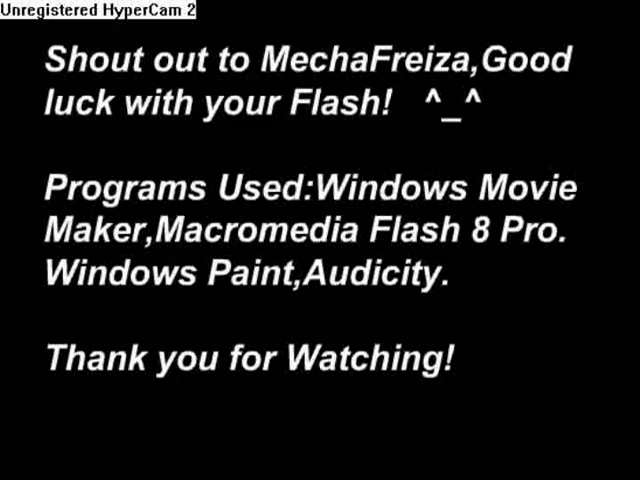 Unregistered HyperCam 2
Shout out to MechaFreiza,Good
luck with your Flash!   ^_^
Programs Used:Windows Movie
Maker,Macromedia Flash 8 Pro.
Windows Paint,Audicity.
Thank you for Watching!